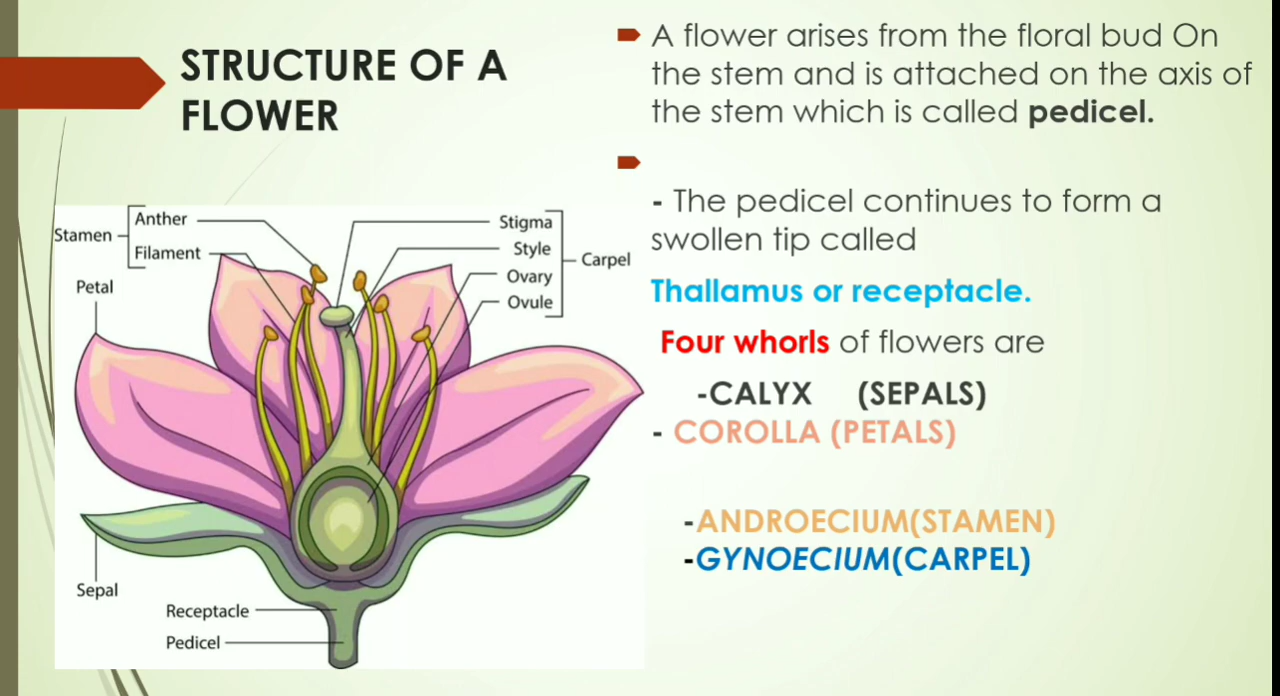 STRUCTURE OF A
FLOWER
A flower arises from the floral bud On
the stem and is attached on the axis of
the stem which is called pedicel.
- The pedicel continues to form a
swollen tip called
Thallamus or receptacle.
Four whorls of flowers are
-CALYX (SEPALS)
- COROLLA (PETALS)
-ANDROECIUM(STAMEN)
-GYNOECIUM(CARPEL)
Stamen
Anther
Filament
Petal
Stigma
Style
Ovary
Ovule
Carpel
Sepal
Receptacle
Pedicel